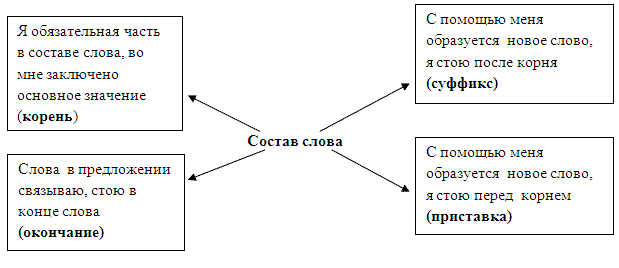 Я обязательная часть
в составе слова, во
мне заключено
основное значение
(корень)
С помощью меня
образуется новое слово,
я стою после корня
(суффикс)
Состав слова
Слова в предложении
связываю, стою в
конце слова
(окончание)
С помощью меня
образуется новое слово,
я стою перед корнем
(приставка)